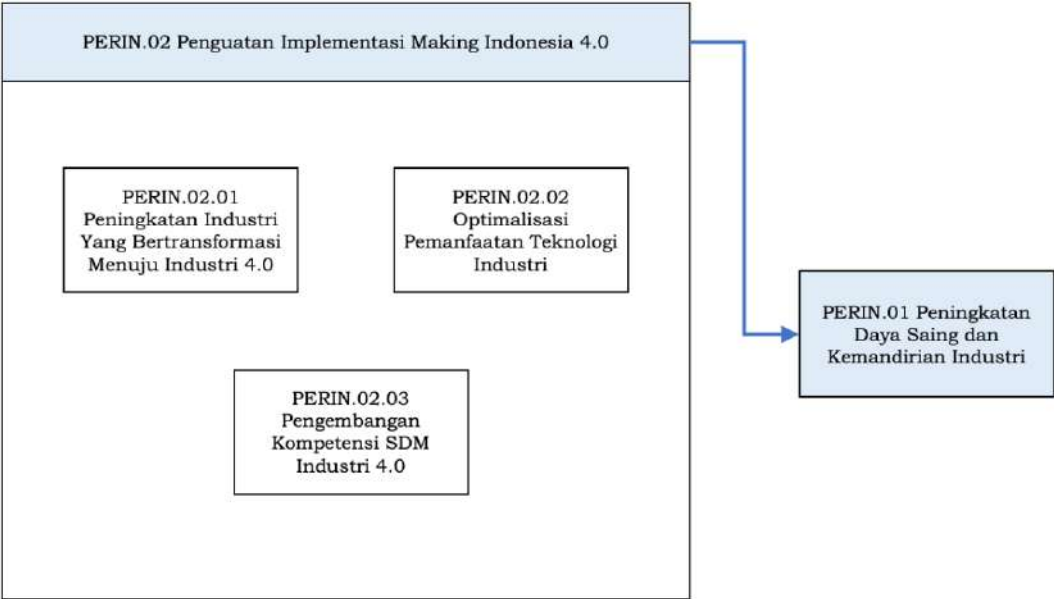 PERIN.02 Penguatan Implementasi Making Indonesia 4.0
PERIN.02.01
Peningkatan Industri
Yang Bertransformasi
Menuju Industri 4.0
PERIN.02.02
Optimalisasi
Pemanfaatan Teknologi
Industri
PERIN.02.03
Pengembangan
Kompetensi SDM
Industri 4.0
PERIN.01 Peningkatan
Daya Saing dan
Kemandirian Industri